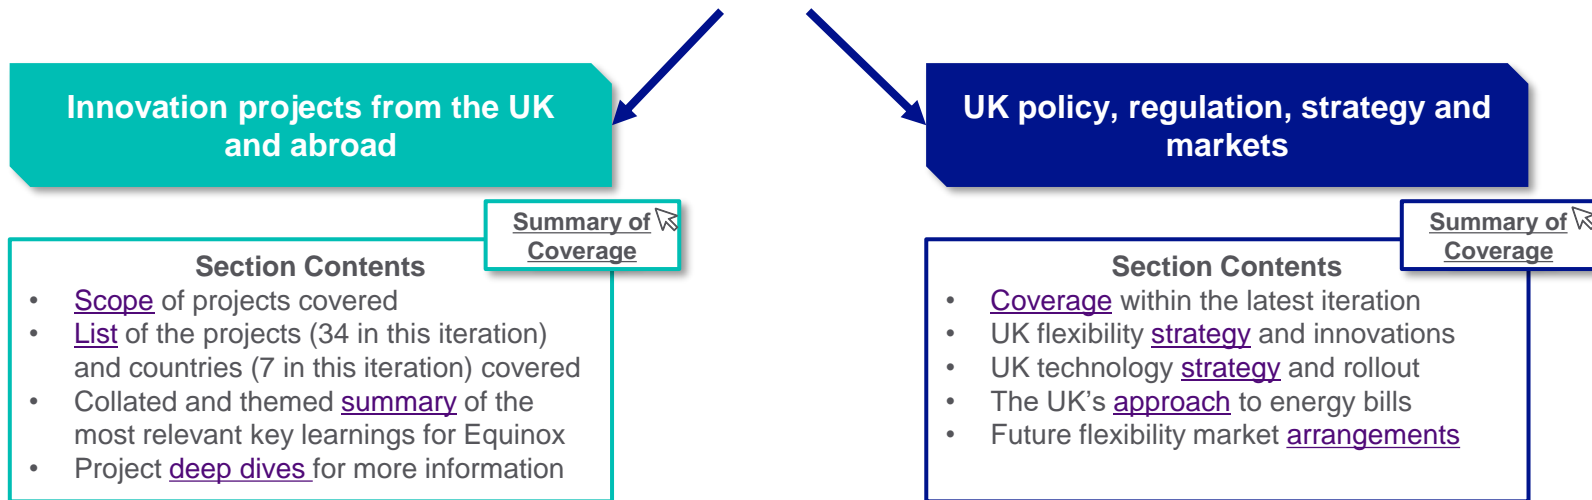 Innovation projects from the UK
and abroad
Summary of
Coverage
Section Contents
• Scope of projects covered
• List of the projects (34 in this iteration)
and countries (7 in this iteration) covered
• Collated and themed summary of the
most relevant key learnings for Equinox
• Project deep dives for more information
UK policy, regulation, strategy and
markets
Summary of
Coverage
Section Contents
• Coverage within the latest iteration
• UK flexibility strategy and innovations
• UK technology strategy and rollout
• The UK's approach to energy bills
• Future flexibility market arrangements